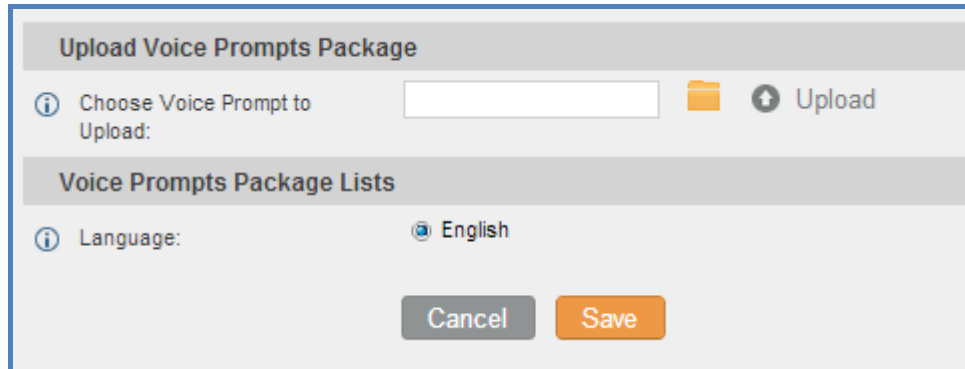 Upload Voice Prompts Package
Choose Voice Prompt to
Upload:
Upload
Voice Prompts Package Lists
Language:
English
Cancel
Save